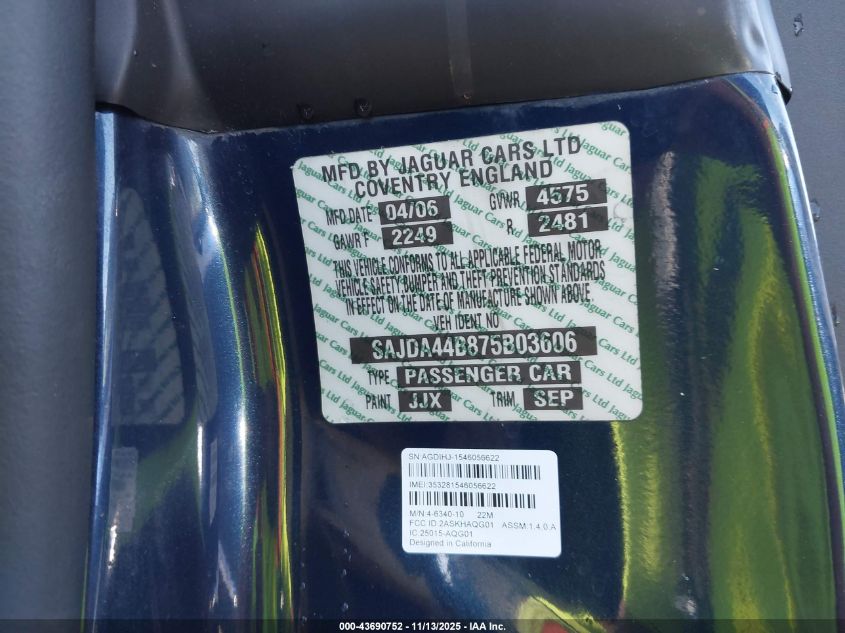 MFD BY JAGUAR CARS LTD
COVENTRY ENGLAND
MFD DATE 04/06 GVWR 4575
GAWR F 2249 R 2481
THIS VEHICLE CONFORMS TO ALL APPLICABLE FEDERAL MOTOR
VEHICLE SAFETY, BUMPER AND THEFT PREVENTION STANDARDS
IN EFFECT ON THE DATE OF MANUFACTURE SHOWN ABOVE.
VEH IDENT NO
SAJDA44B875B03606
TYPE PASSENGER CAR
PAINT JJX TRIM SEP
SN:AGDIHJ-1546056622
IMEI:353281546056622
M/N:4-6340-10 22M
FCC ID:2ASKHAQG01 ASSM:1.4.0.A
IC:25015-AQG01
Designed in California
000-43690752 - 11/13/2025 - IAA Inc.